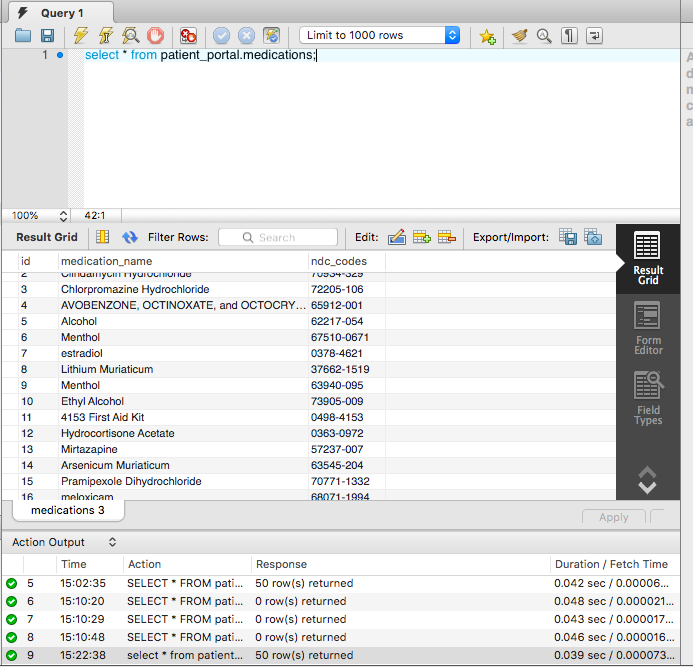 Query 1
Limit to 1000 rows
1 select * from patient_portal.medications;
100% 42:1
Result Grid Filter Rows: Search Edit: Export/Import:
id medication_name ndc_codes
2 Clindamycin Hydrochloride 70934-329
3 Chlorpromazine Hydrochloride 72205-106
4 AVOBENZONE, OCTINOXATE, and OCTOCRY... 65912-001
5 Alcohol 62217-054
6 Menthol 67510-0671
7 estradiol 0378-4621
8 Lithium Muriaticum 37662-1519
9 Menthol 63940-095
10 Ethyl Alcohol 73905-009
11 4153 First Aid Kit 0498-4153
12 Hydrocortisone Acetate 0363-0972
13 Mirtazapine 57237-007
14 Arsenicum Muriaticum 63545-204
15 Pramipexole Dihydrochloride 70771-1332
16 meloxicam 68071-1994
Result
Grid
Form
Editor
Field
Types
medications 3
Apply
Action Output
Time Action Response Duration / Fetch Time
5 15:02:35 SELECT * FROM pati... 50 row(s) returned 0.042 sec / 0.00006...
6 15:10:20 SELECT * FROM pati... 0 row(s) returned 0.048 sec / 0.000021...
7 15:10:29 SELECT * FROM pati... 0 row(s) returned 0.043 sec / 0.000017...
8 15:10:48 SELECT * FROM pati... 0 row(s) returned 0.046 sec / 0.000016...
9 15:22:38 select * from patient... 50 row(s) returned 0.039 sec / 0.000073...